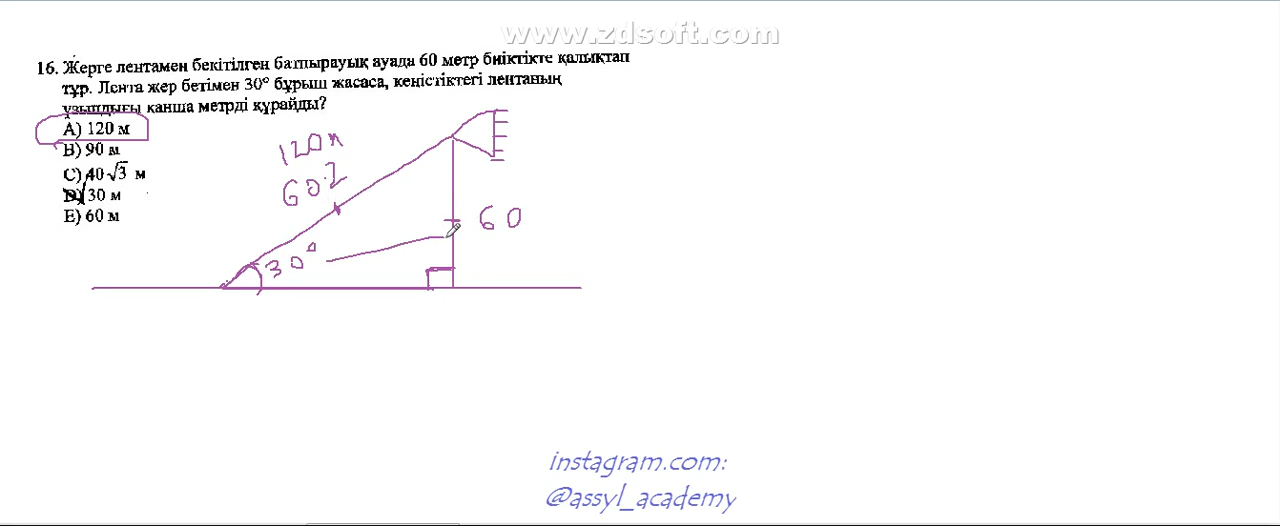 www.zdsoft.com
16. Жерге лентамен бекітілген батпырауық ауада 60 метр биіктікте қалықтап
тұр. Лента жер бетімен 30° бұрыш жасаса, кеңістіктегі лентаның
ұзындығы қанша метрді құрайды?
A) 120 м
B) 90 м
C) 40√3 м
D) 30 м
E) 60 м
120м
60·2
60
30°
instagram.com:
@assyl_academy